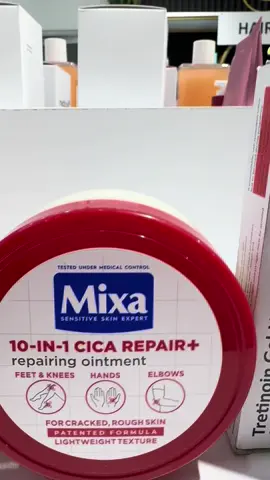 HAIR
TESTED UNDER MEDICAL CONTROL
Mixa
SENSITIVE SKIN EXPERT
10-IN-1 CICA REPAIR+
repairing ointment
FEET & KNEES HANDS ELBOWS
FOR CRACKED, ROUGH SKIN
PATENTED FORMULA
LIGHTWEIGHT TEXTURE
Tretinoin